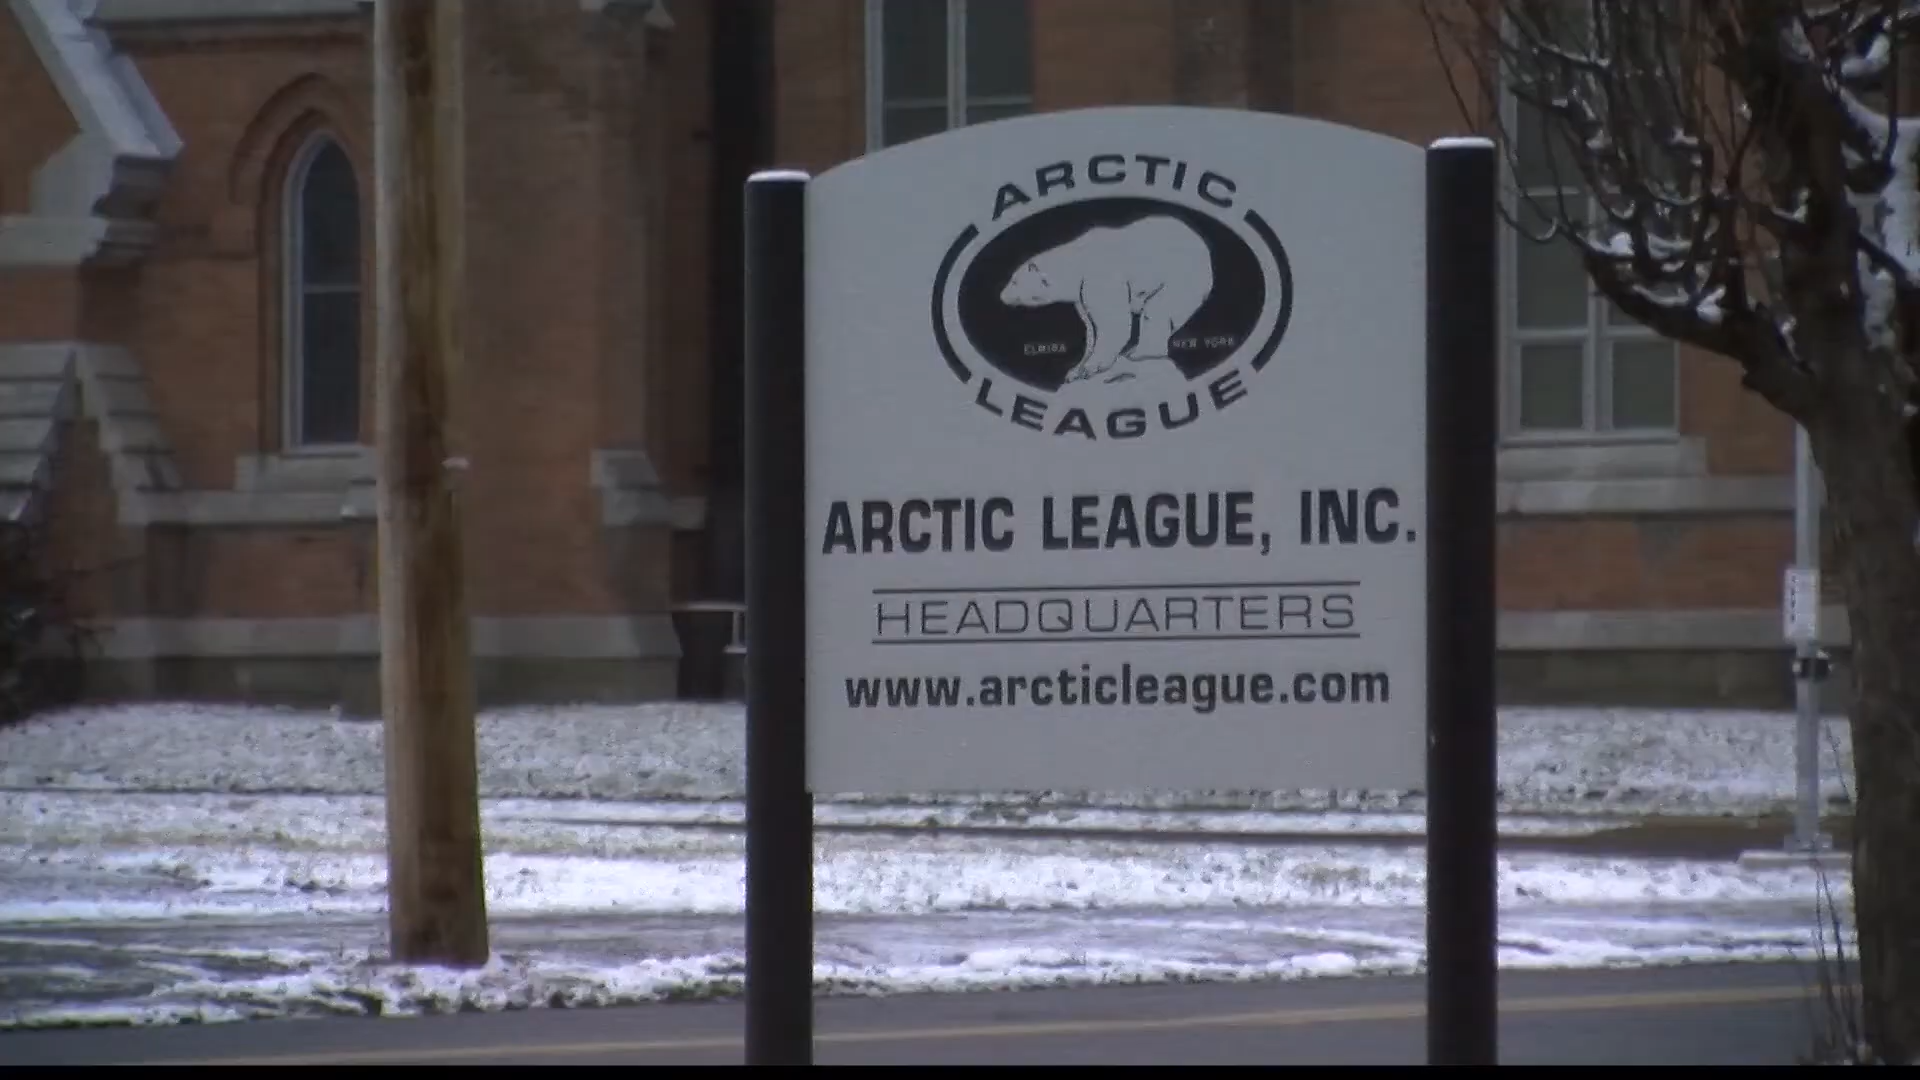 ARCTIC
ELMIRA NEW YORK
LEAGUE
ARCTIC LEAGUE, INC.
HEADQUARTERS
www.arcticleague.com